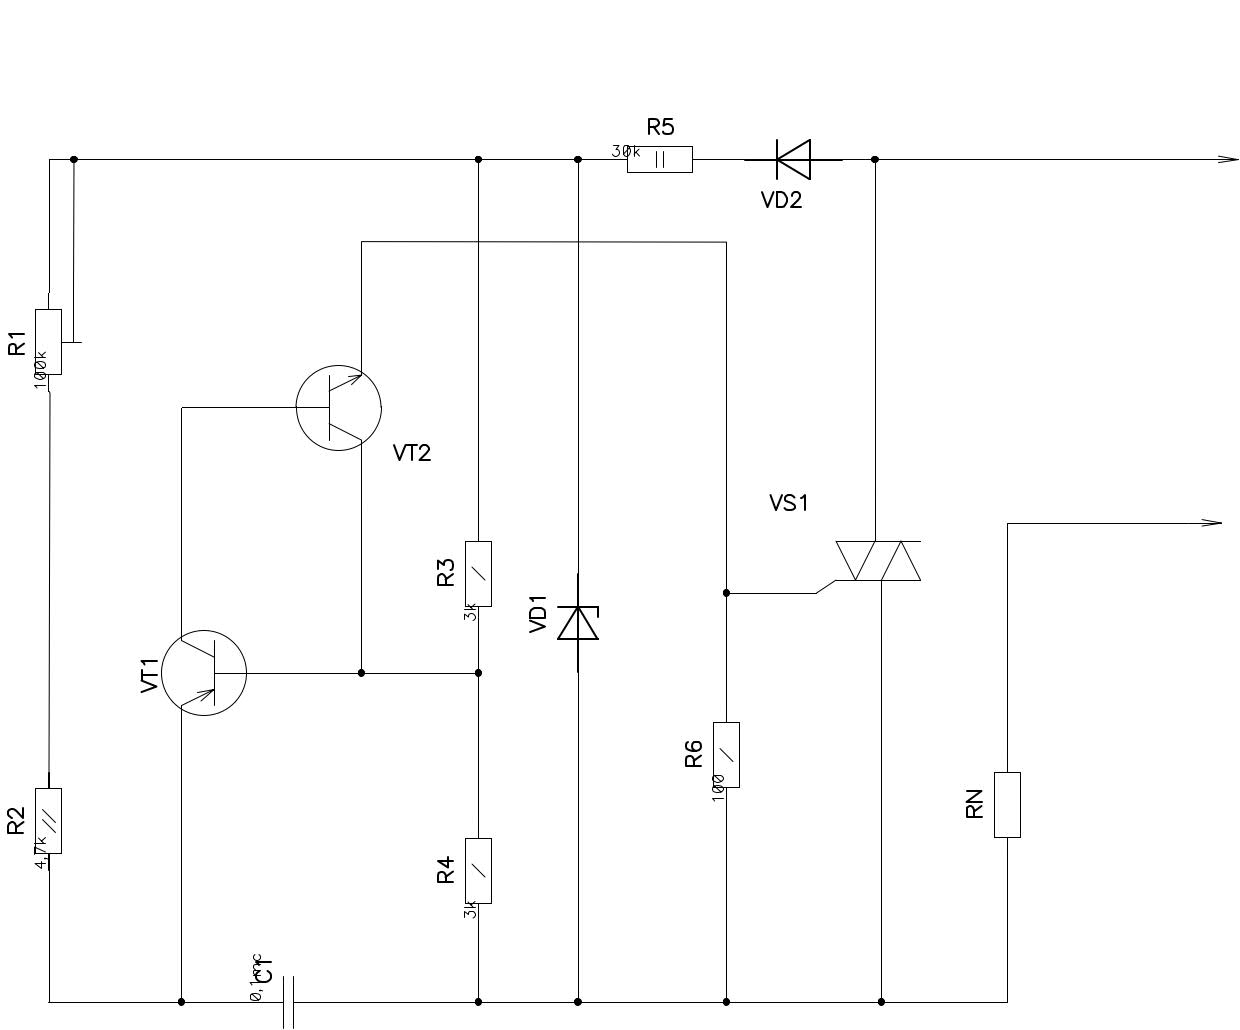 R5
30k
VD2
R1
100k
VT2
VS1
R3
3k
VD1
VT1
R6
100
R2
4,7k
RN
R4
3k
C1
0,1mc